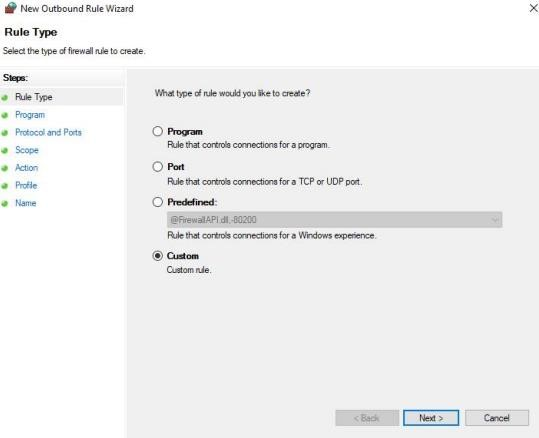 New Outbound Rule Wizard
Rule Type
Select the type of firewall rule to create.
Steps:
Rule Type
Program
Protocol and Ports
Scope
Action
Profile
Name
What type of rule would you like to create?
Program
Rule that controls connections for a program.
Port
Rule that controls connections for a TCP or UDP port.
Predefined:
@FirewallAPI.dll,-80200
Rule that controls connections for a Windows experience.
Custom
Custom rule.
< Back
Next >
Cancel